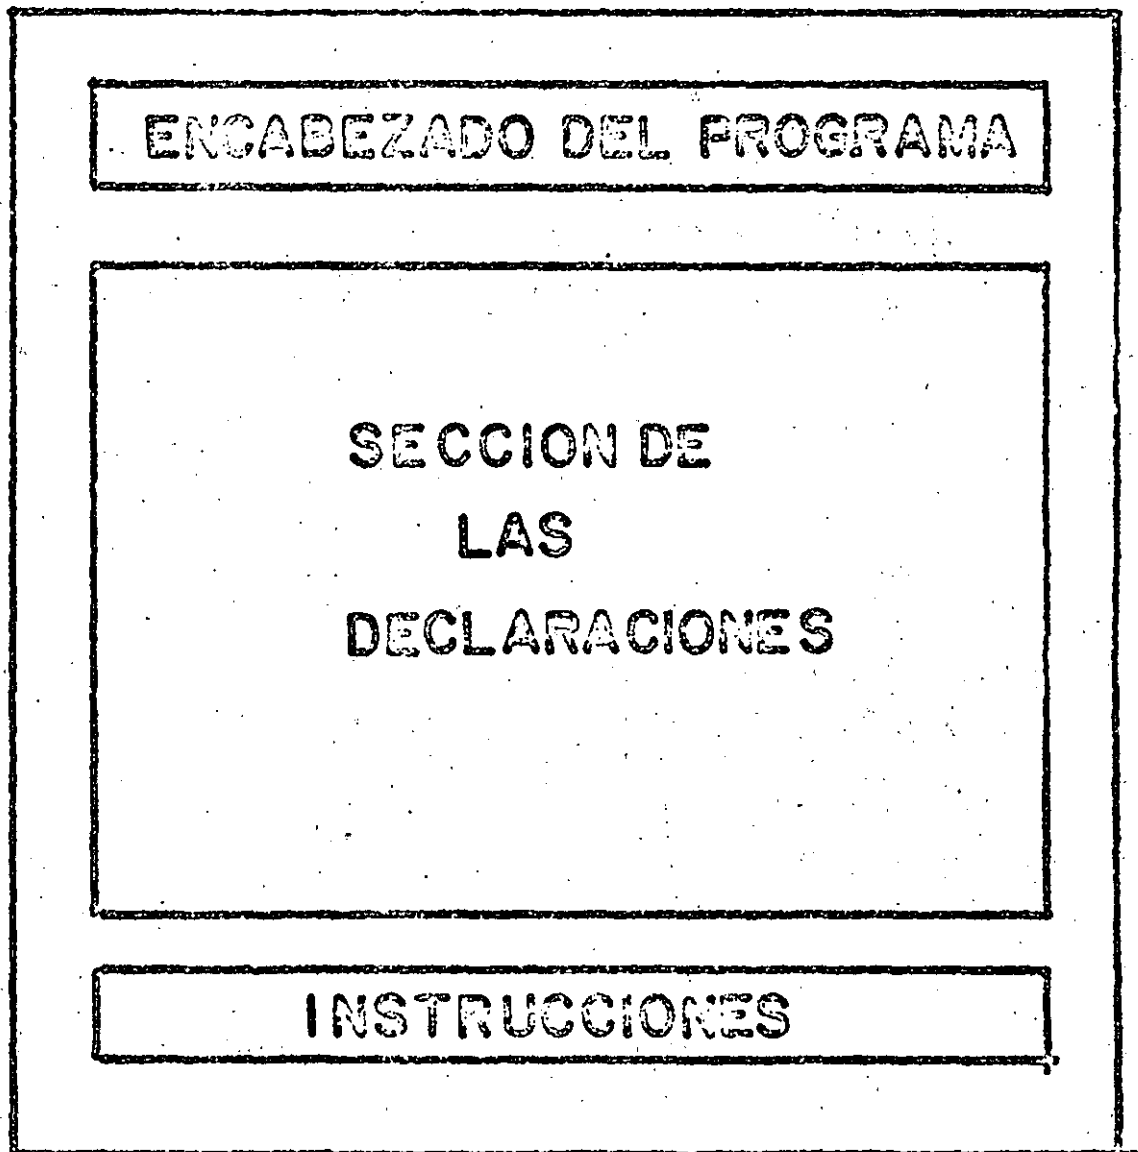 ENCABEZADO DEL PROGRAMA
SECCION DE
LAS
DECLARACIONES
INSTRUCCIONES